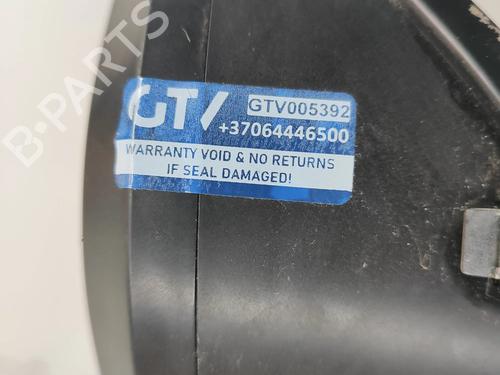 B-PARTS
GTV
GTV005392
+37064446500
WARRANTY VOID & NO RETURNS
IF SEAL DAMAGED!